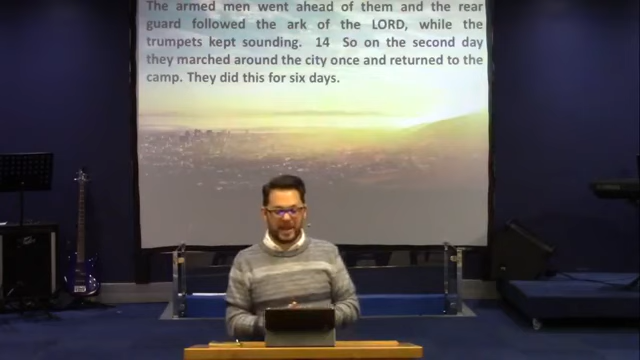 The armed men went ahead of them and the rear
guard followed the ark of the LORD, while the
trumpets kept sounding. 14 So on the second day
they marched around the city once and returned to the
camp. They did this for six days.